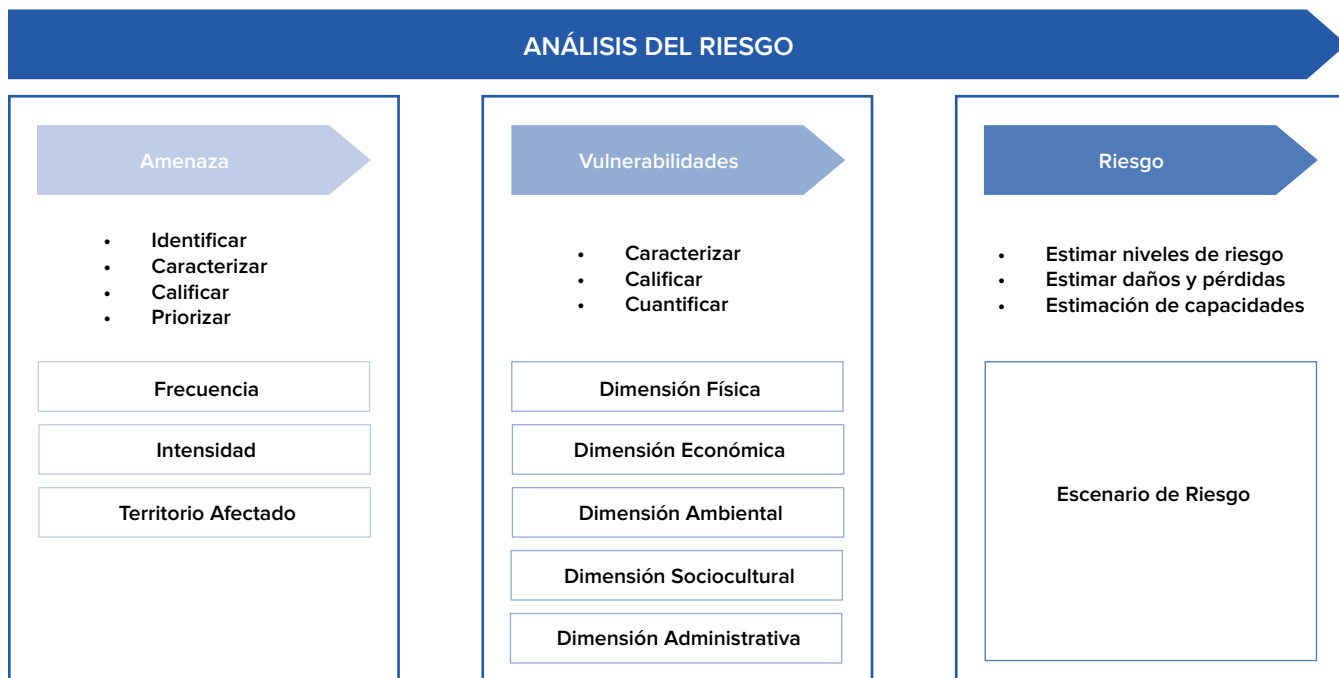 ANÁLISIS DEL RIESGO
Amenaza
• Identificar
• Caracterizar
• Calificar
• Priorizar
Frecuencia
Intensidad
Territorio Afectado
Vulnerabilidades
• Caracterizar
• Calificar
• Cuantificar
Dimensión Física
Dimensión Económica
Dimensión Ambiental
Dimensión Sociocultural
Dimensión Administrativa
Riesgo
• Estimar niveles de riesgo
• Estimar daños y pérdidas
• Estimación de capacidades
Escenario de Riesgo